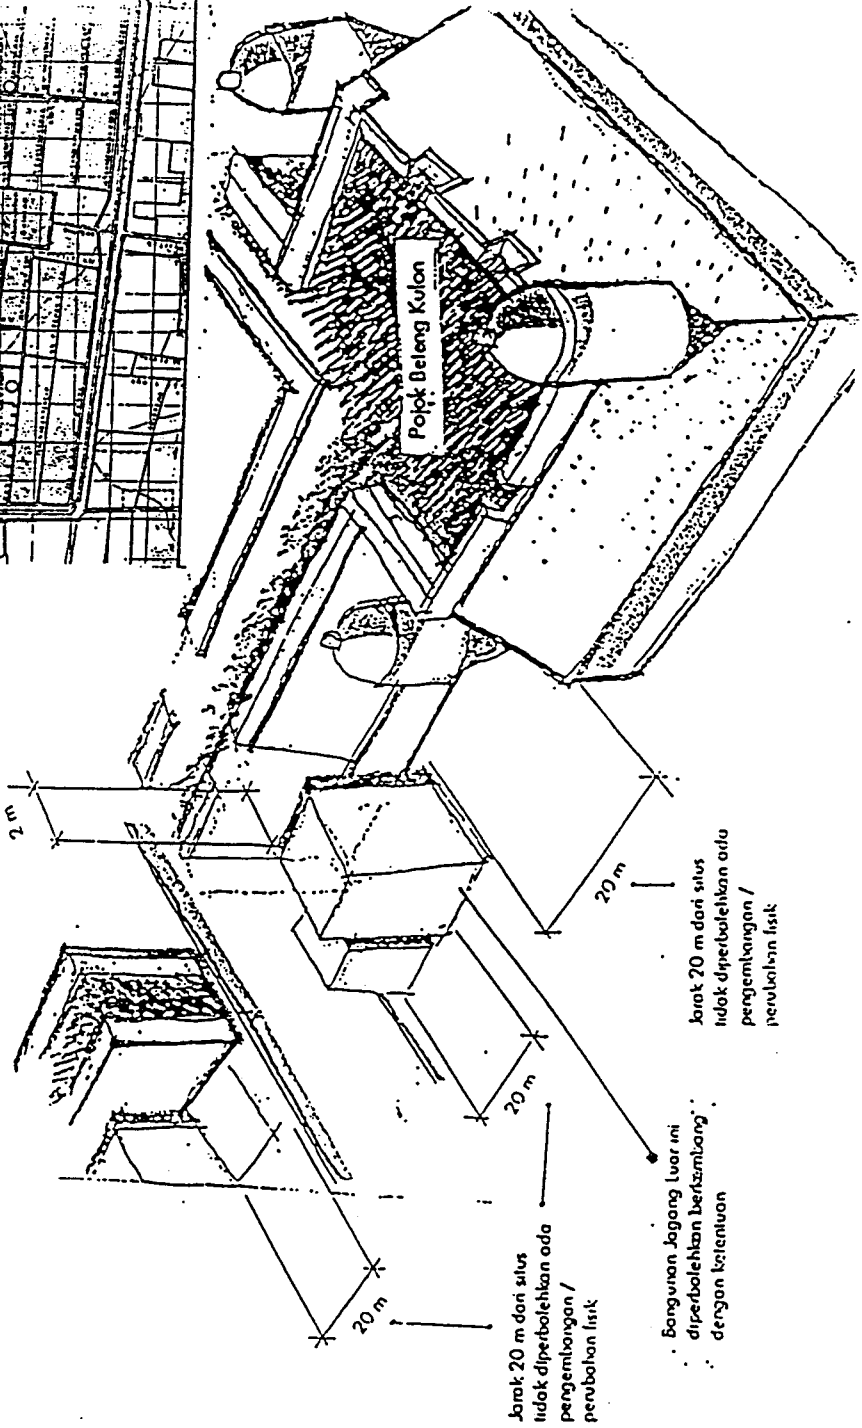 Pojok Beteng Kulon
2 m
20 m
20 m
20 m
Jarak 20 m dari situs
tidak diperbolehkan ada
pengembangan /
perubahan fisik
Bangunan Jagang luar ini
diperbolehkan berkembang
dengan ketentuan
Jarak 20 m dari situs
tidak diperbolehkan ada
pengembangan /
perubahan fisik